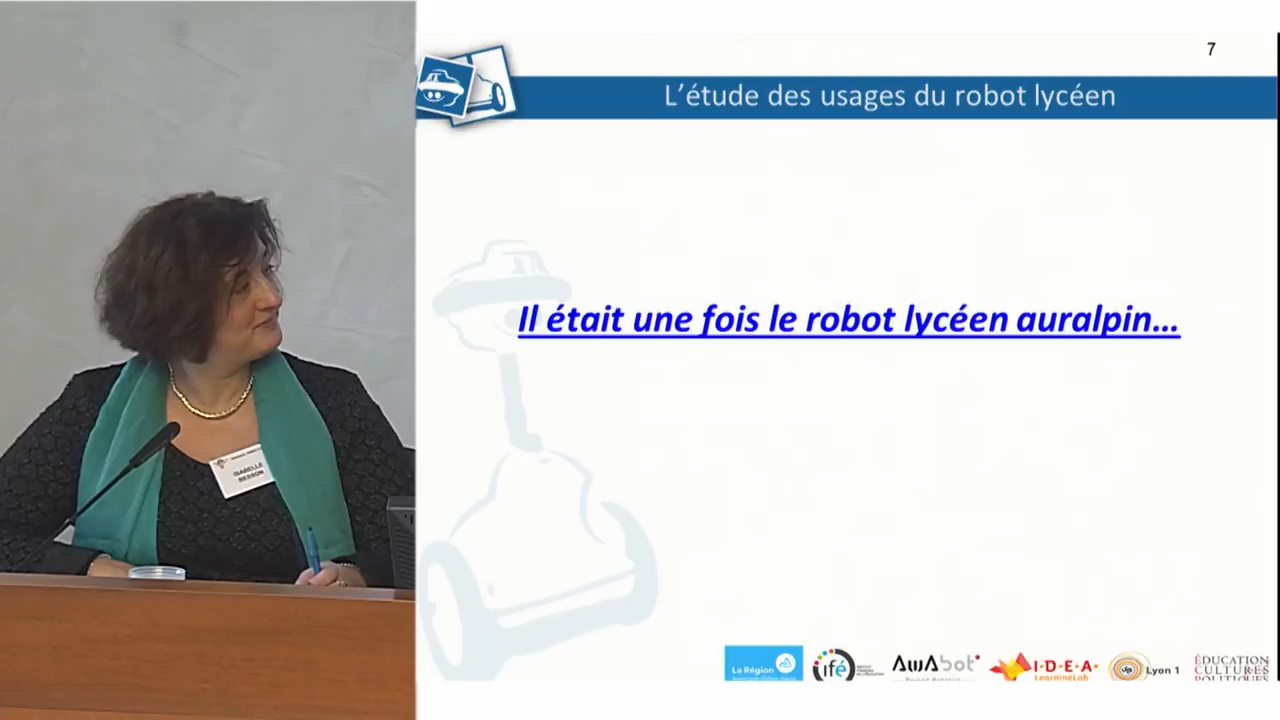 7
L'étude des usages du robot lycéen
Il était une fois le robot lycéen auralpin...
ISABELLE
BESSON
La Région
ifé
AwAbot
I-D-E-A-
LearningLab
Lyon 1
ÉDUCATION
CULTURES
POLITIQUES